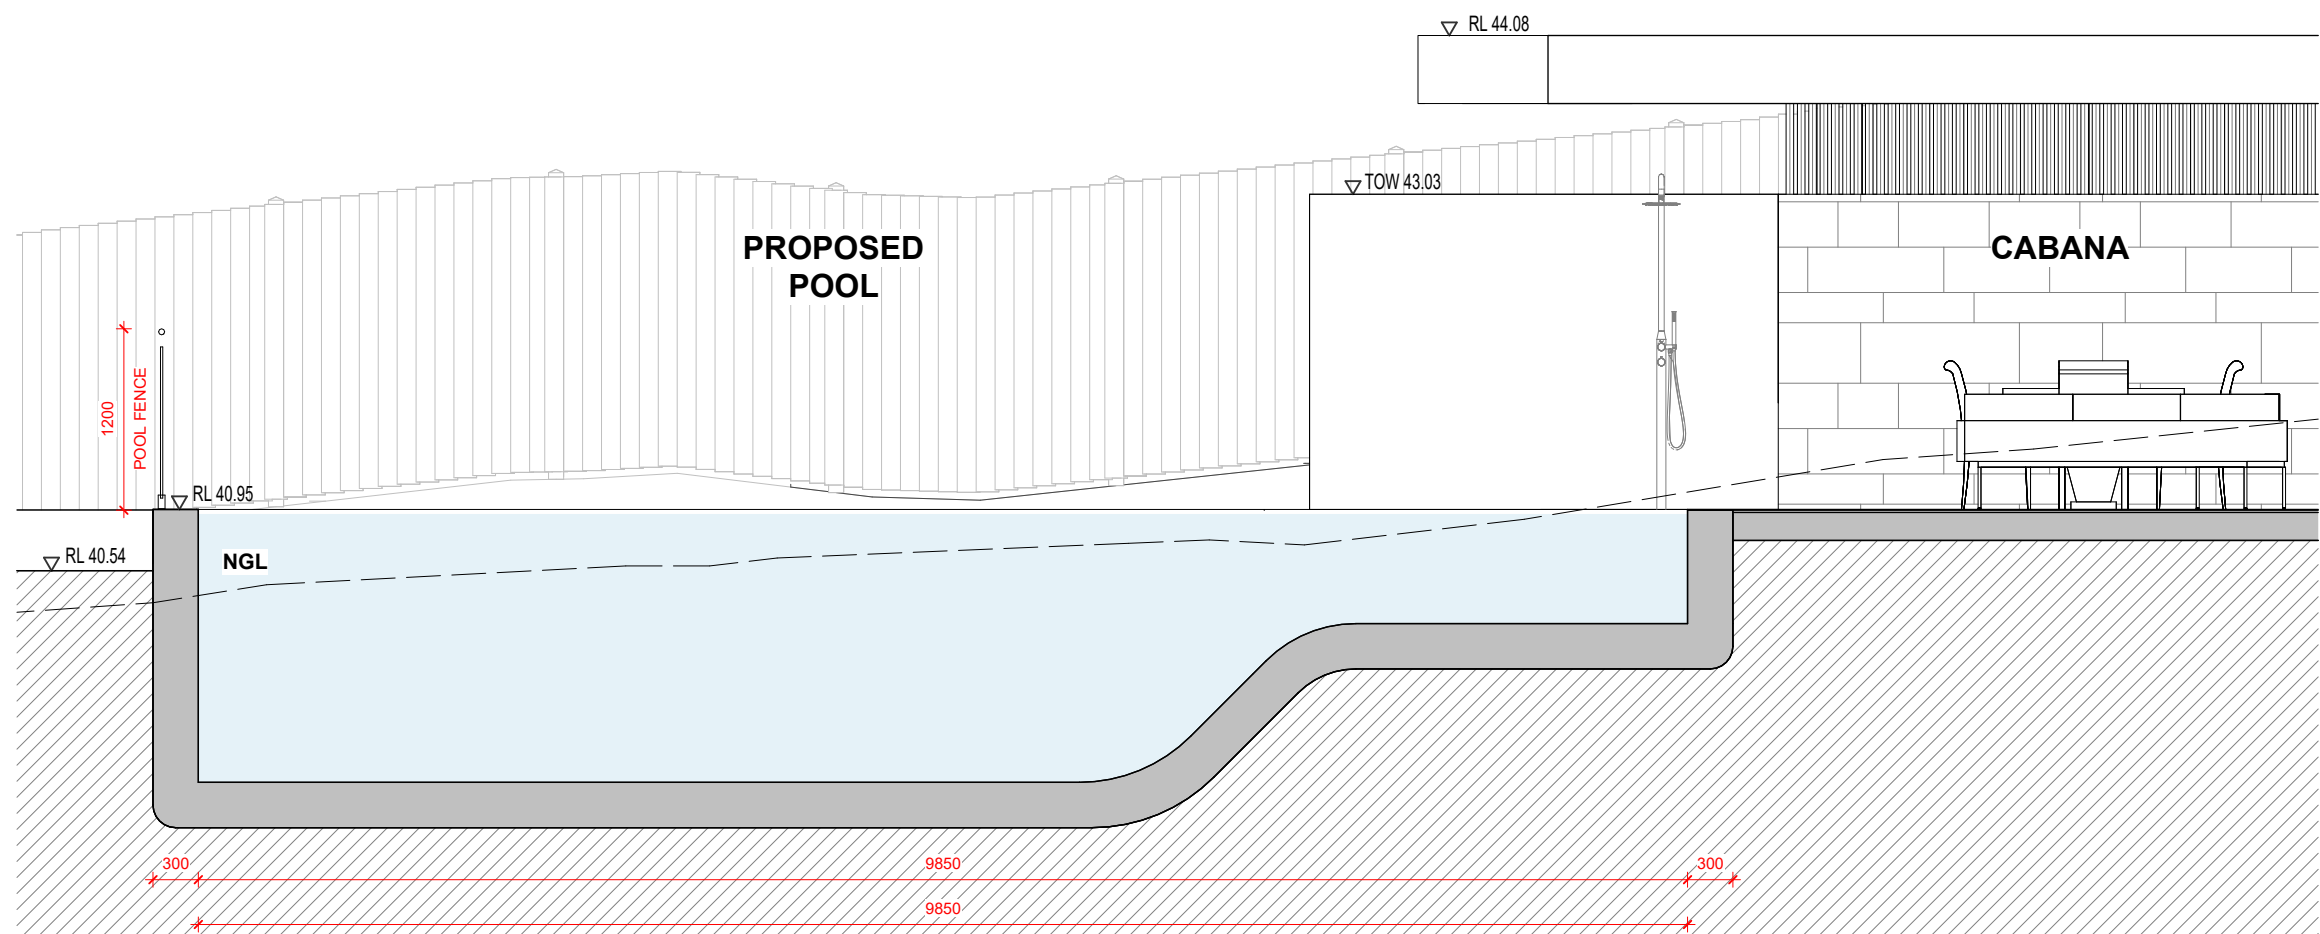 RL 44.08
TOW 43.03
PROPOSED
POOL
CABANA
1200
POOL FENCE
RL 40.95
RL 40.54
NGL
300
9850
300
9850